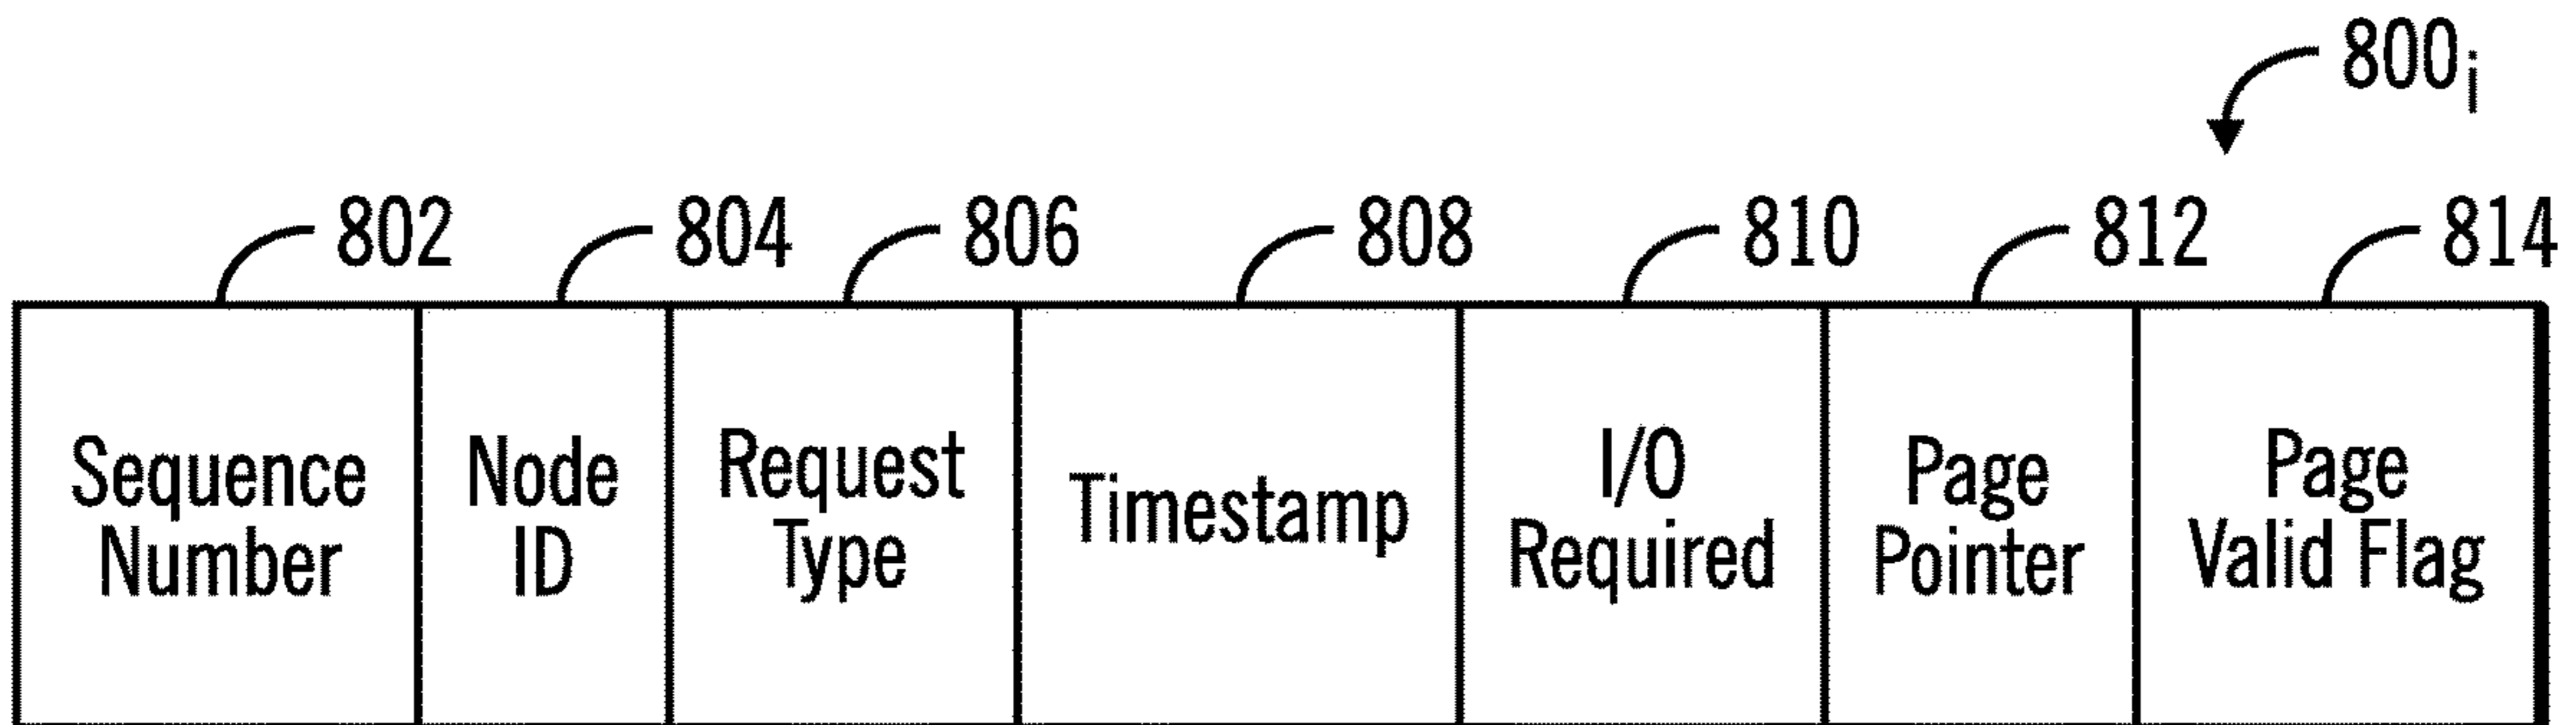 800i
802 804 806 808 810 812 814
Sequence Number
Node ID
Request Type
Timestamp
I/O Required
Page Pointer
Page Valid Flag